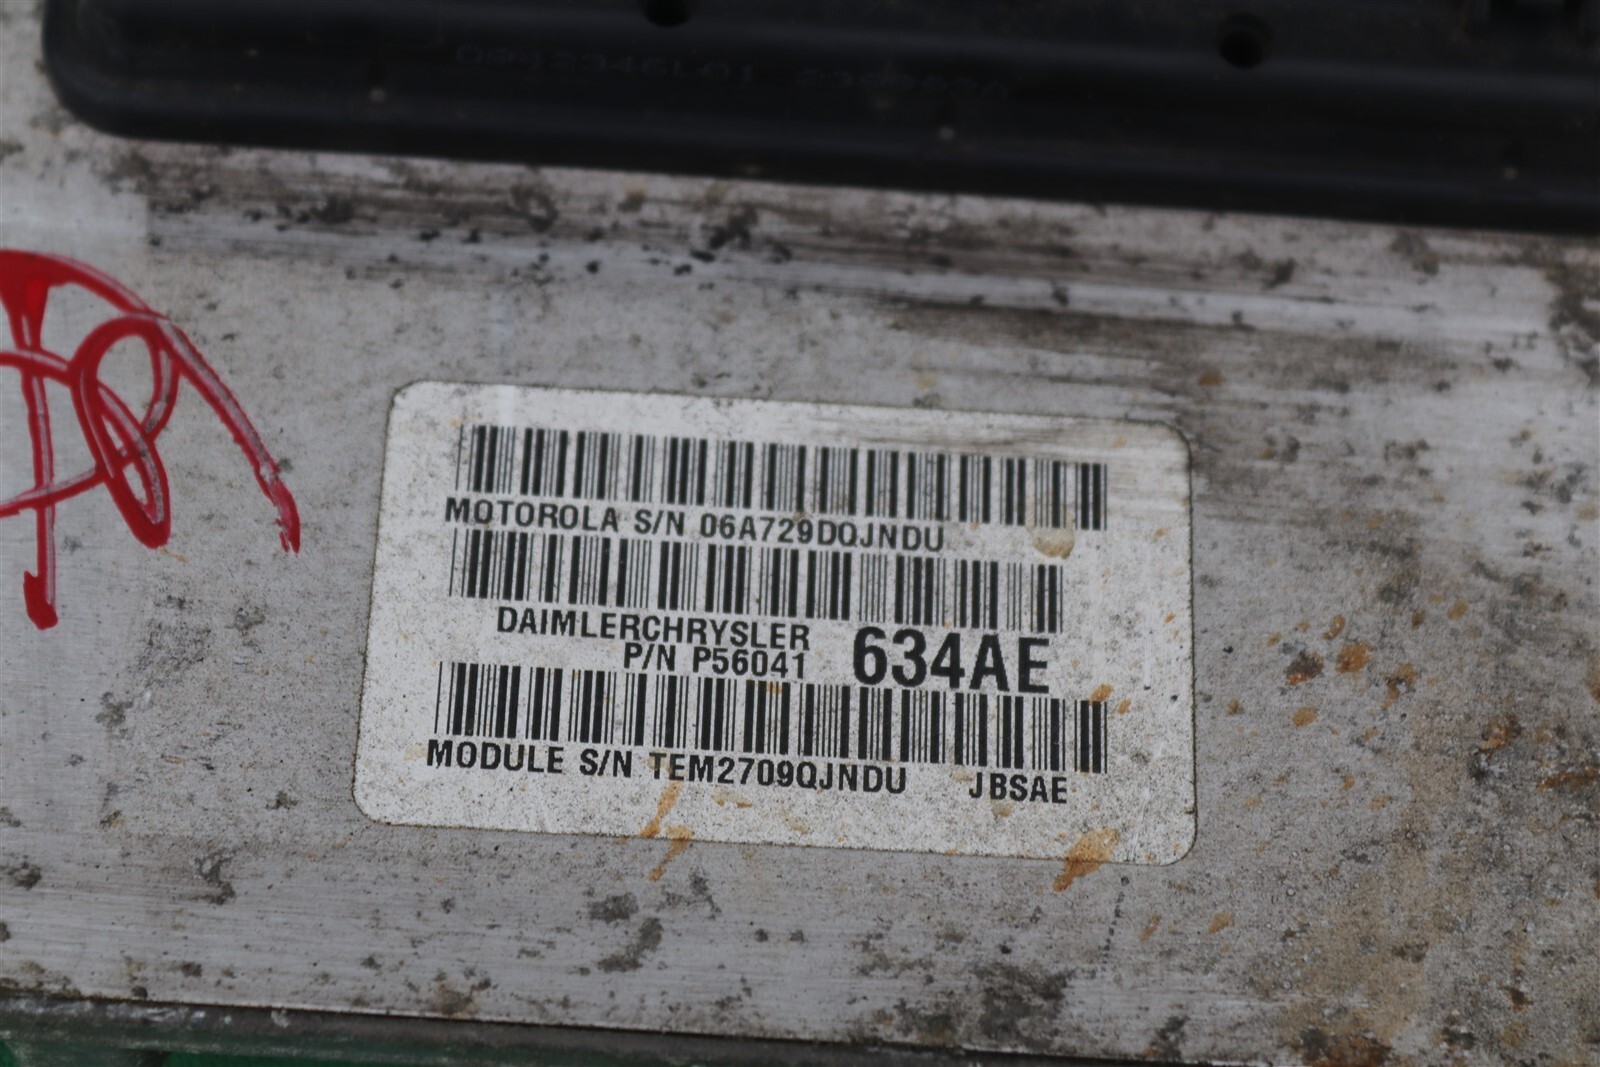 MOTOROLA S/N 06A729DQJNDU
DAIMLERCHRYSLER
P/N P56041 634AE
MODULE S/N TEM2709QJNDU JBSAE